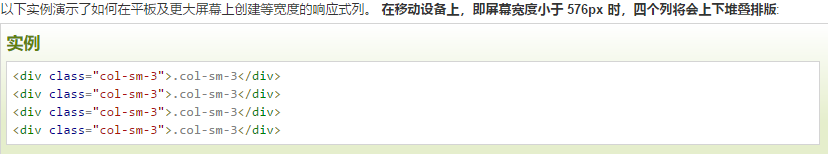 以下实例演示了如何在平板及更大屏幕上创建等宽度的响应式列。 在移动设备上，即屏幕宽度小于 576px 时，四个列将会上下堆叠排版:
实例
<div class="col-sm-3">.col-sm-3</div>
<div class="col-sm-3">.col-sm-3</div>
<div class="col-sm-3">.col-sm-3</div>
<div class="col-sm-3">.col-sm-3</div>